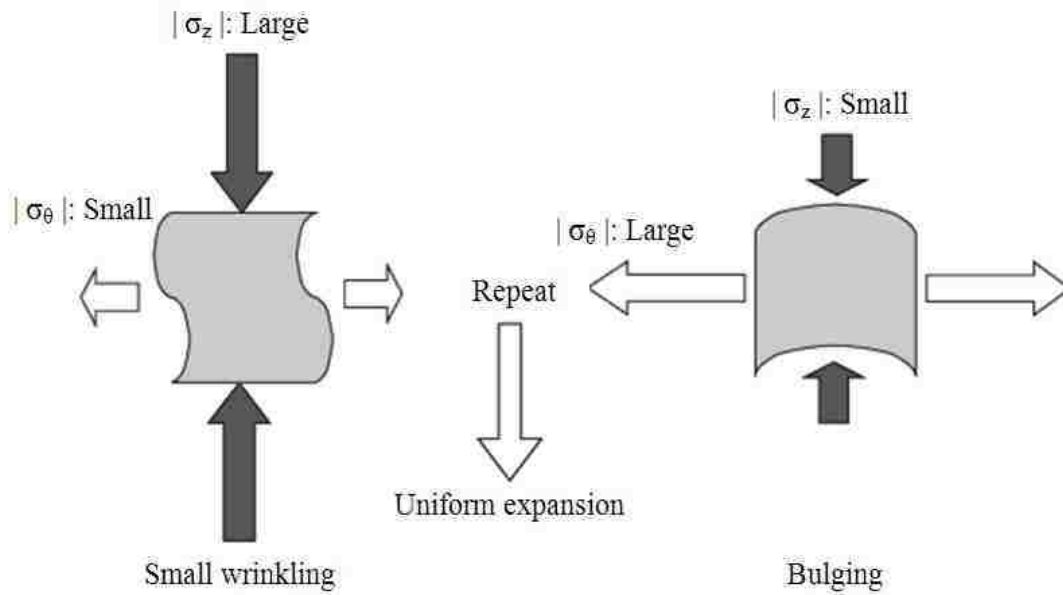 | σz |: Large
| σz |: Small
| σθ |: Small
| σθ |: Large
Repeat
Uniform expansion
Small wrinkling
Bulging